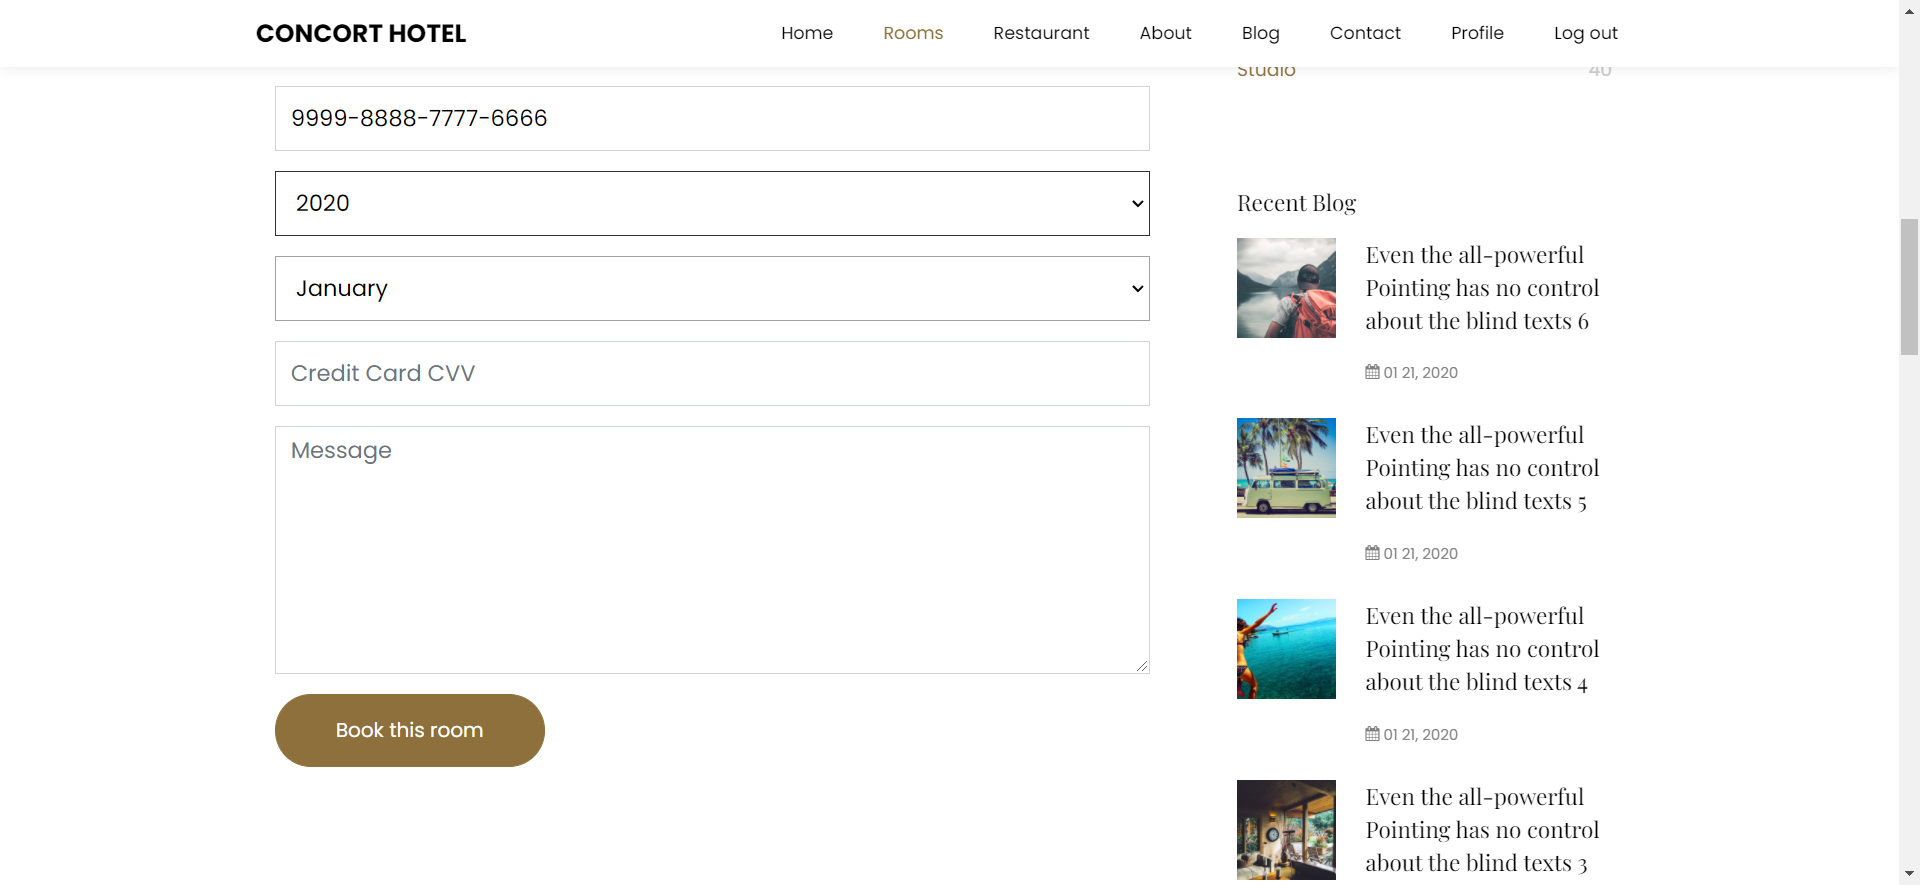 CONCORT HOTEL
Home Rooms Restaurant About Blog Contact Profile Log out
Studio 40
9999-8888-7777-6666
2020
January
Credit Card CVV
Message
Book this room
Recent Blog
Even the all-powerful
Pointing has no control
about the blind texts 6
01 21, 2020
Even the all-powerful
Pointing has no control
about the blind texts 5
01 21, 2020
Even the all-powerful
Pointing has no control
about the blind texts 4
01 21, 2020
Even the all-powerful
Pointing has no control
about the blind texts 3